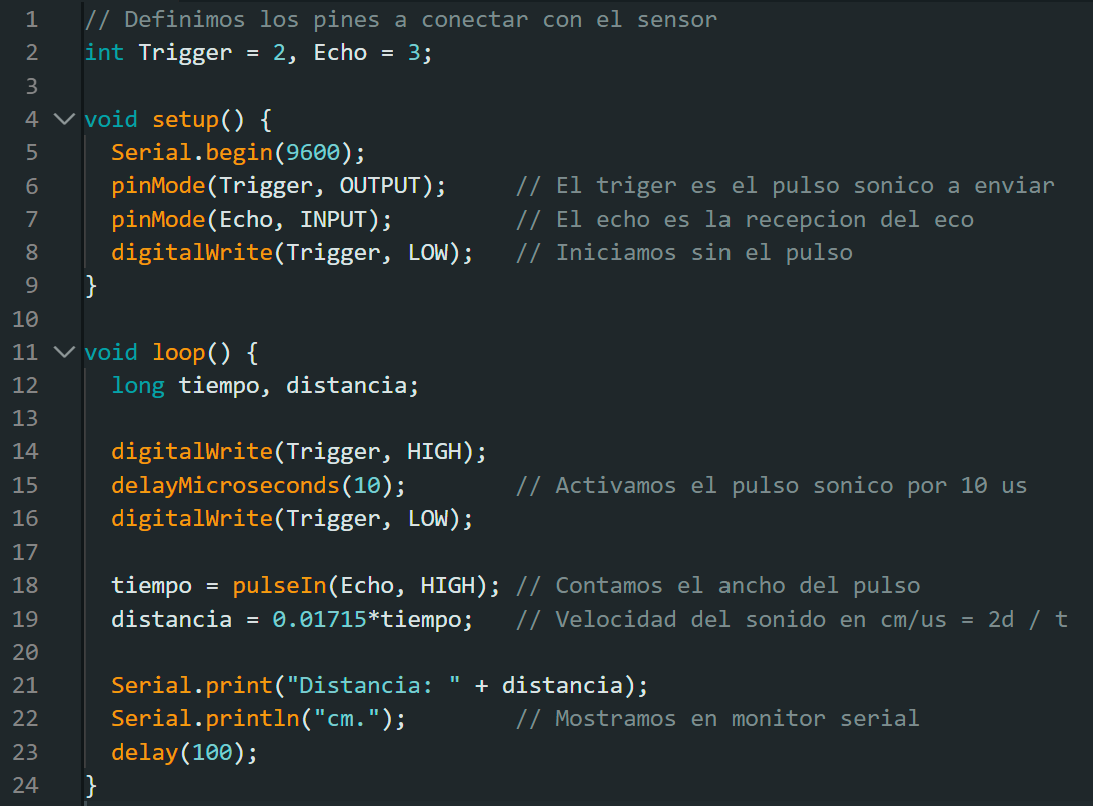 1 // Definimos los pines a conectar con el sensor
2 int Trigger = 2, Echo = 3;
3
4 void setup() {
5 Serial.begin(9600);
6 pinMode(Trigger, OUTPUT); // El triger es el pulso sonico a enviar
7 pinMode(Echo, INPUT); // El echo es la recepcion del eco
8 digitalWrite(Trigger, LOW); // Iniciamos sin el pulso
9 }
10
11 void loop() {
12 long tiempo, distancia;
13
14 digitalWrite(Trigger, HIGH);
15 delayMicroseconds(10); // Activamos el pulso sonico por 10 us
16 digitalWrite(Trigger, LOW);
17
18 tiempo = pulseIn(Echo, HIGH); // Contamos el ancho del pulso
19 distancia = 0.01715*tiempo; // Velocidad del sonido en cm/us = 2d / t
20
21 Serial.print("Distancia: " + distancia);
22 Serial.println("cm."); // Mostramos en monitor serial
23 delay(100);
24 }